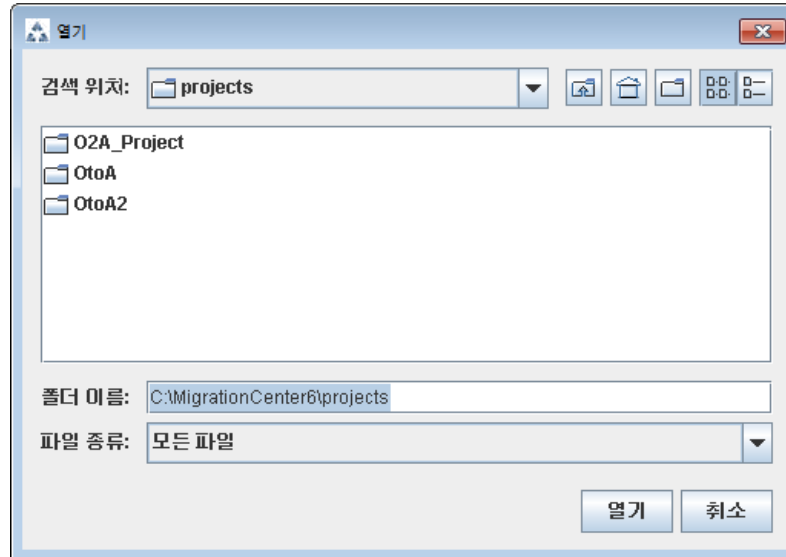 열기
검색 위치: projects
O2A_Project
OtoA
OtoA2
폴더 이름: C:\MigrationCenter6\projects
파일 종류: 모든 파일
열기 취소